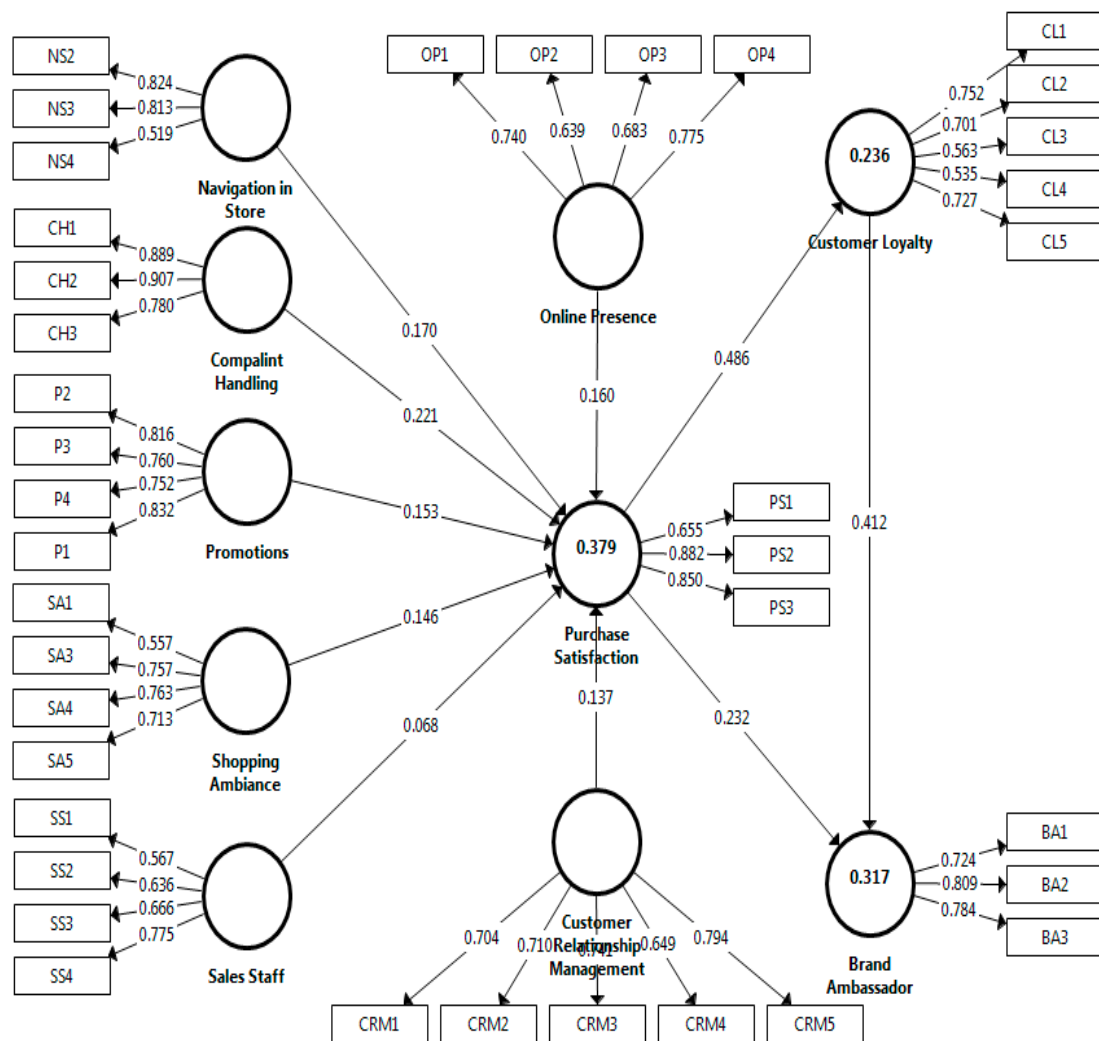 NS2
NS3
NS4
0.824
0.813
0.519
Navigation in
Store
OP1
OP2
OP3
OP4
0.740
0.639
0.683
0.775
Online Presence
CL1
CL2
CL3
CL4
CL5
0.752
0.701
0.563
0.535
0.727
0.236
Customer Loyalty
CH1
CH2
CH3
0.889
0.907
0.780
Compalint
Handling
0.170
0.221
0.160
0.486
0.412
P2
P3
P4
P1
0.816
0.760
0.752
0.832
Promotions
0.153
0.379
Purchase
Satisfaction
0.655
0.882
0.850
PS1
PS2
PS3
SA1
SA3
SA4
SA5
0.557
0.757
0.763
0.713
Shopping
Ambiance
0.146
0.068
0.137
0.232
SS1
SS2
SS3
SS4
0.567
0.636
0.666
0.775
Sales Staff
Customer
Relationship
Management
0.704
0.710
0.741
0.649
0.794
CRM1
CRM2
CRM3
CRM4
CRM5
0.317
Brand
Ambassador
0.724
0.809
0.784
BA1
BA2
BA3